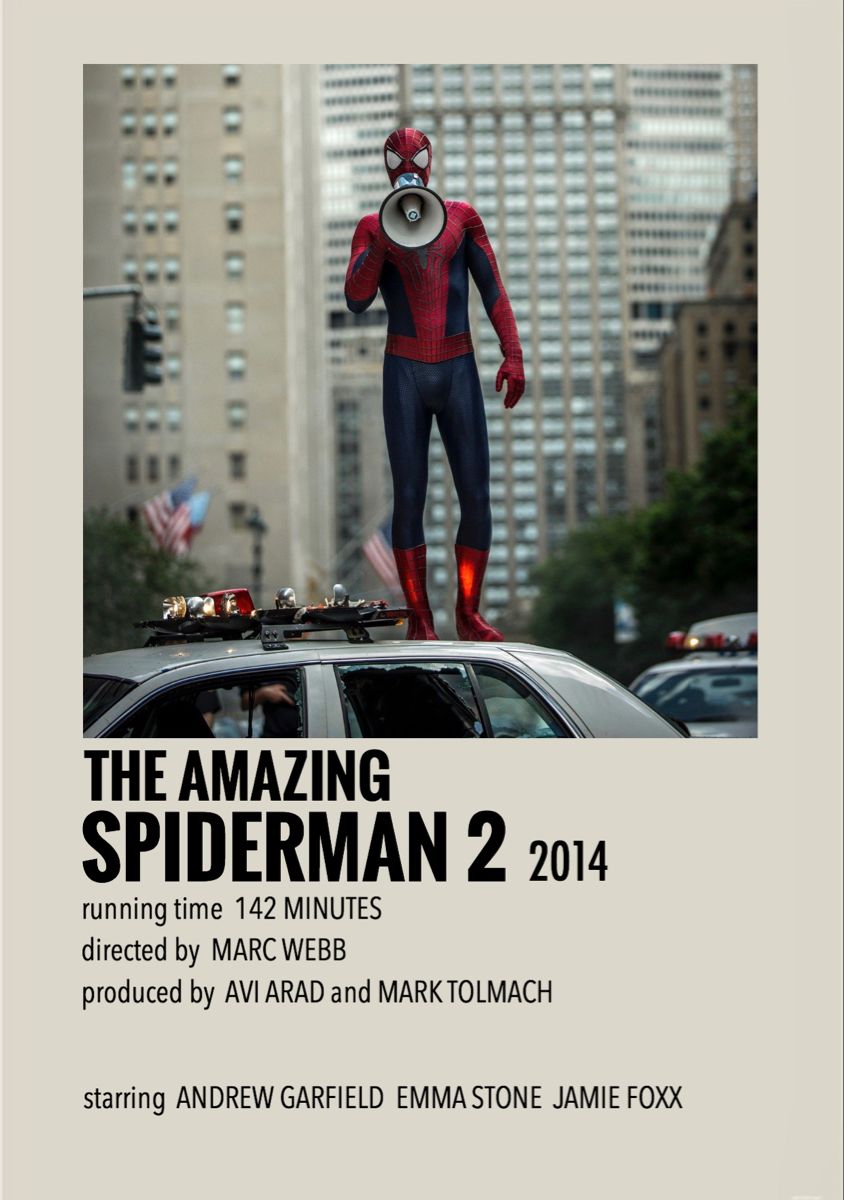 THE AMAZING
SPIDERMAN 2 2014
running time 142 MINUTES
directed by MARC WEBB
produced by AVI ARAD and MARK TOLMACH
starring ANDREW GARFIELD EMMA STONE JAMIE FOXX